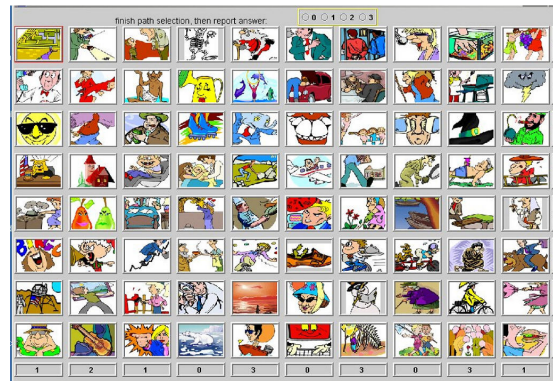 finish path selection, then report answer.
0 1 2 3
BINGO
1 2 1 0 3 0 3 0 3 1